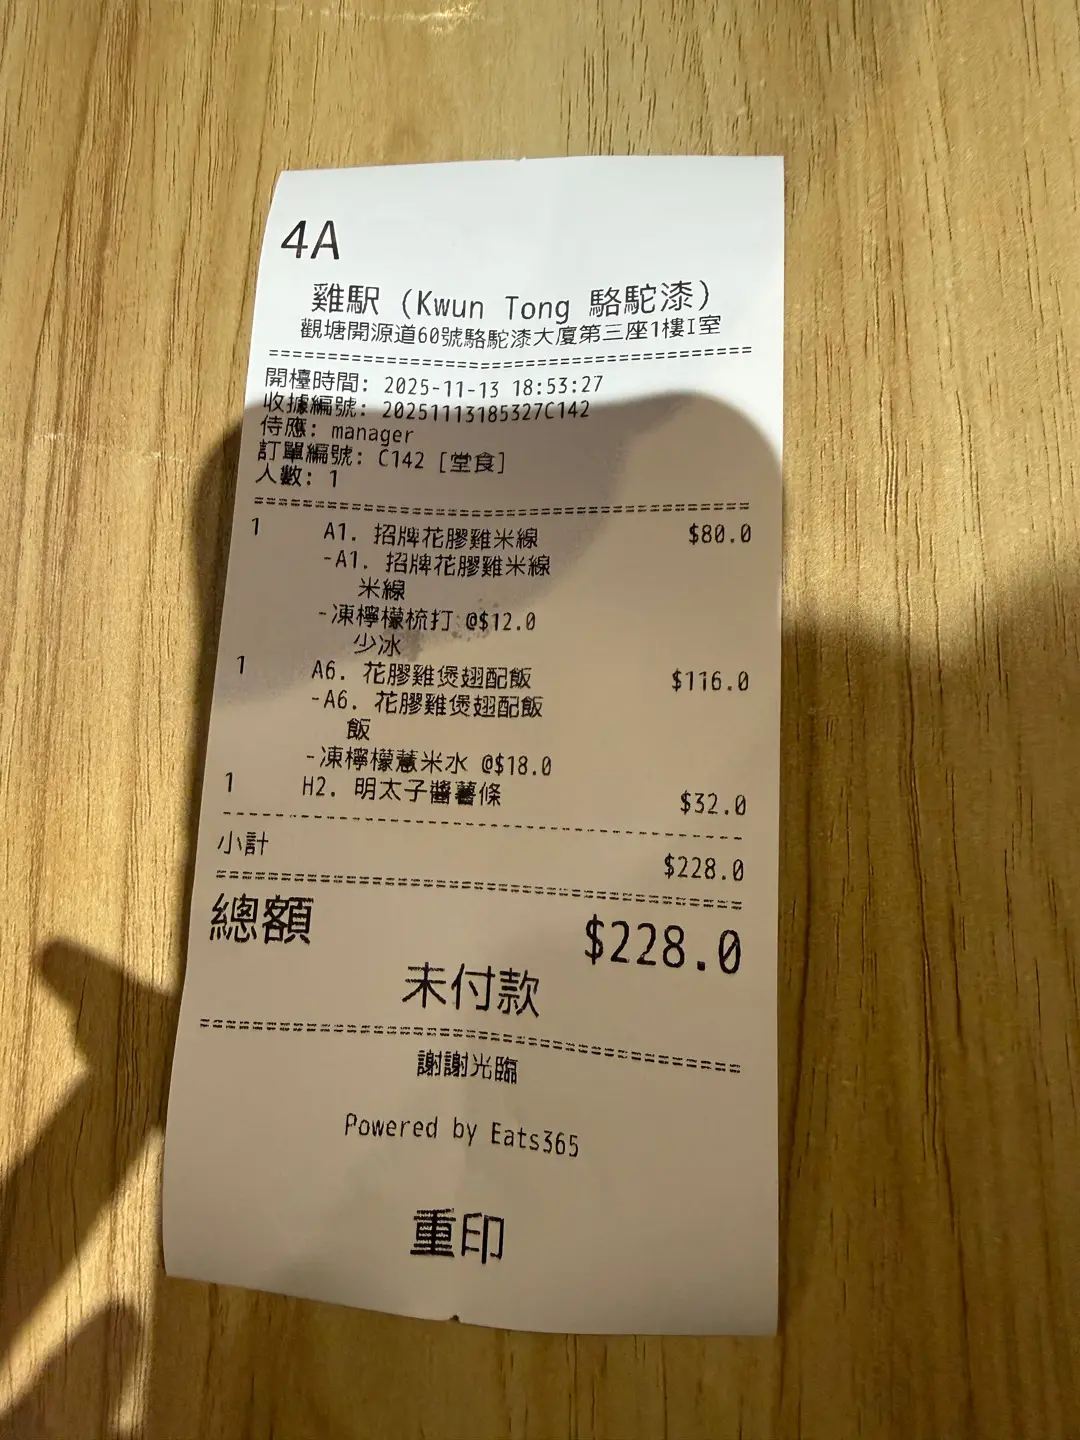 4A
雞駅 (Kwun Tong 駱駝漆)
觀塘開源道60號駱駝漆大廈第三座1樓I室
開檯時間: 2025-11-13 18:53:27
收據編號: 20251113185327C142
侍應: manager
訂單編號: C142 [堂食]
人數: 1
1 A1. 招牌花膠雞米線 $80.0
-A1. 招牌花膠雞米線
米線
-凍檸檬梳打 @$12.0
少冰
1 A6. 花膠雞煲翅配飯 $116.0
-A6. 花膠雞煲翅配飯
飯
-凍檸檬薏米水 @$18.0
1 H2. 明太子醬薯條 $32.0
小計 $228.0
總額 $228.0
未付款
謝謝光臨
Powered by Eats365
重印